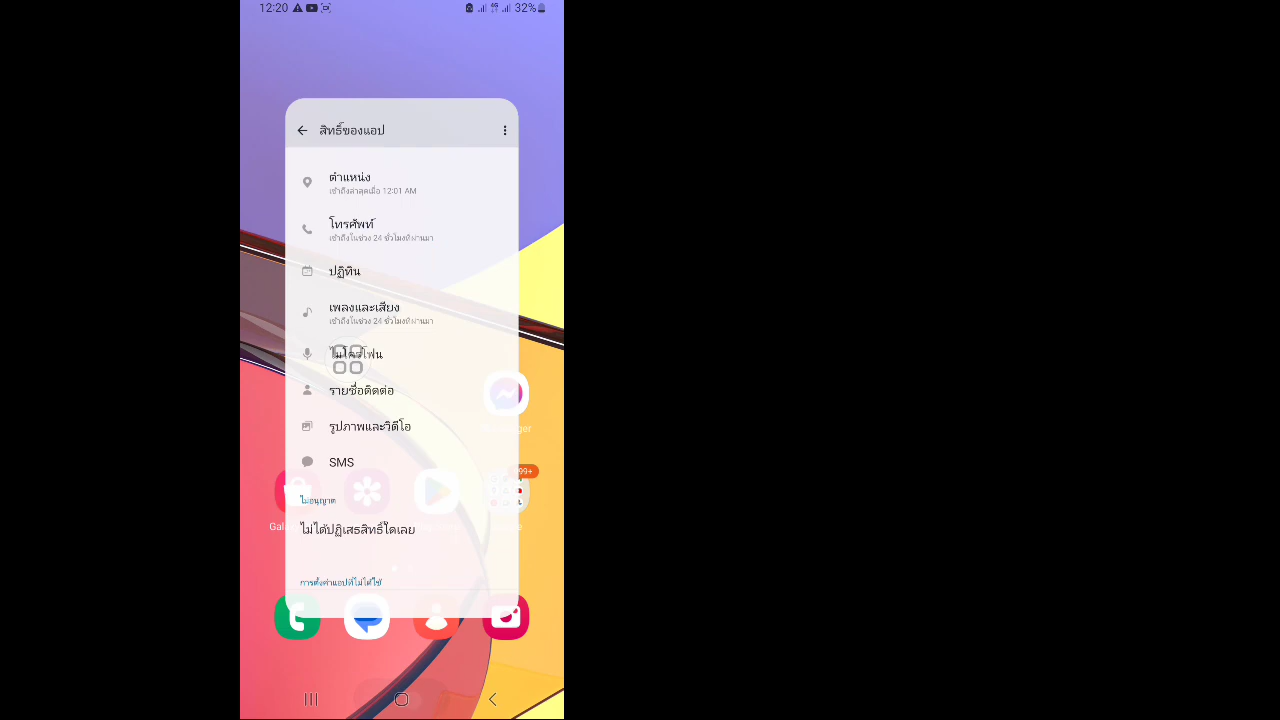 12:20
4G
32%
สิทธิ์ของแอป
ตำแหน่ง
เข้าถึงล่าสุดเมื่อ 12:01 AM
โทรศัพท์
เข้าถึงในช่วง 24 ชั่วโมงที่ผ่านมา
ปฏิทิน
เพลงและเสียง
เข้าถึงในช่วง 24 ชั่วโมงที่ผ่านมา
ไมโครโฟน
รายชื่อติดต่อ
รูปภาพและวิดีโอ
SMS
99+
ไม่อนุญาต
ไม่ได้ปฏิเสธสิทธิ์ใดเลย
การตั้งค่าแอปที่ไม่ได้ใช้